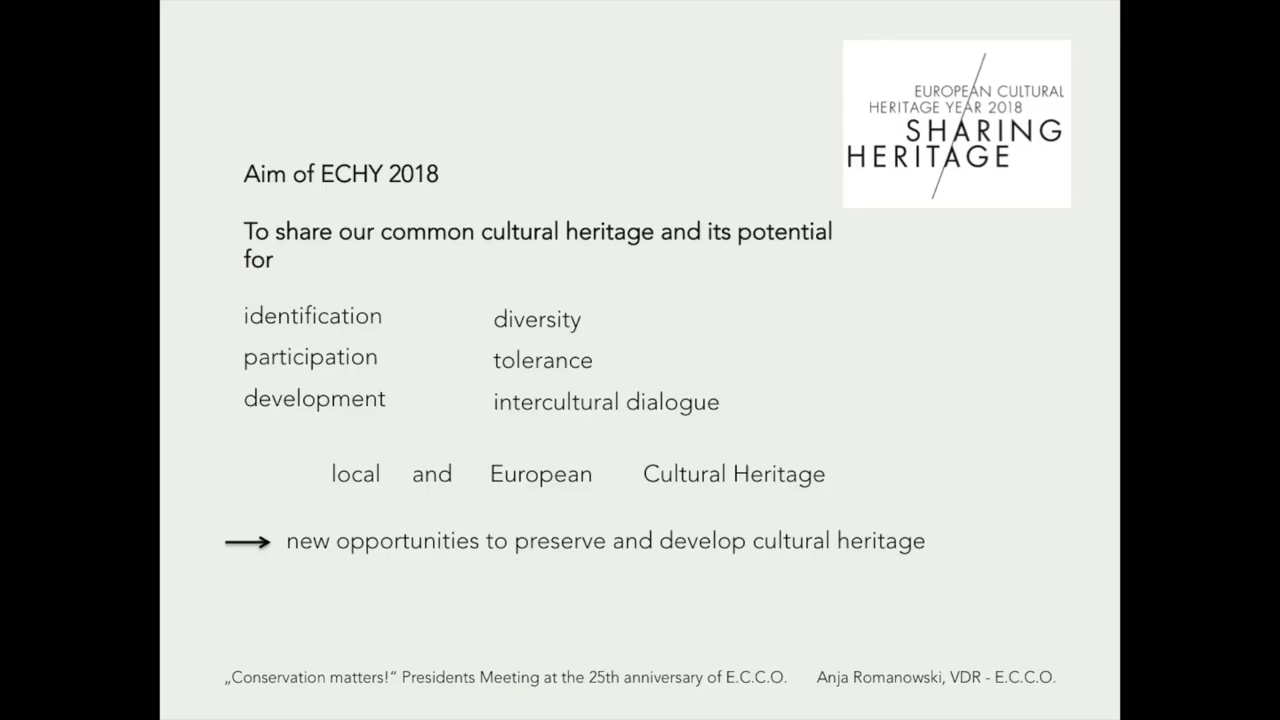 EUROPEAN CULTURAL
HERITAGE YEAR 2018
SHARING
HERITAGE
Aim of ECHY 2018
To share our common cultural heritage and its potential
for
identification
participation
development
diversity
tolerance
intercultural dialogue
local and European Cultural Heritage
new opportunities to preserve and develop cultural heritage
„Conservation matters!“ Presidents Meeting at the 25th anniversary of E.C.C.O. Anja Romanowski, VDR - E.C.C.O.